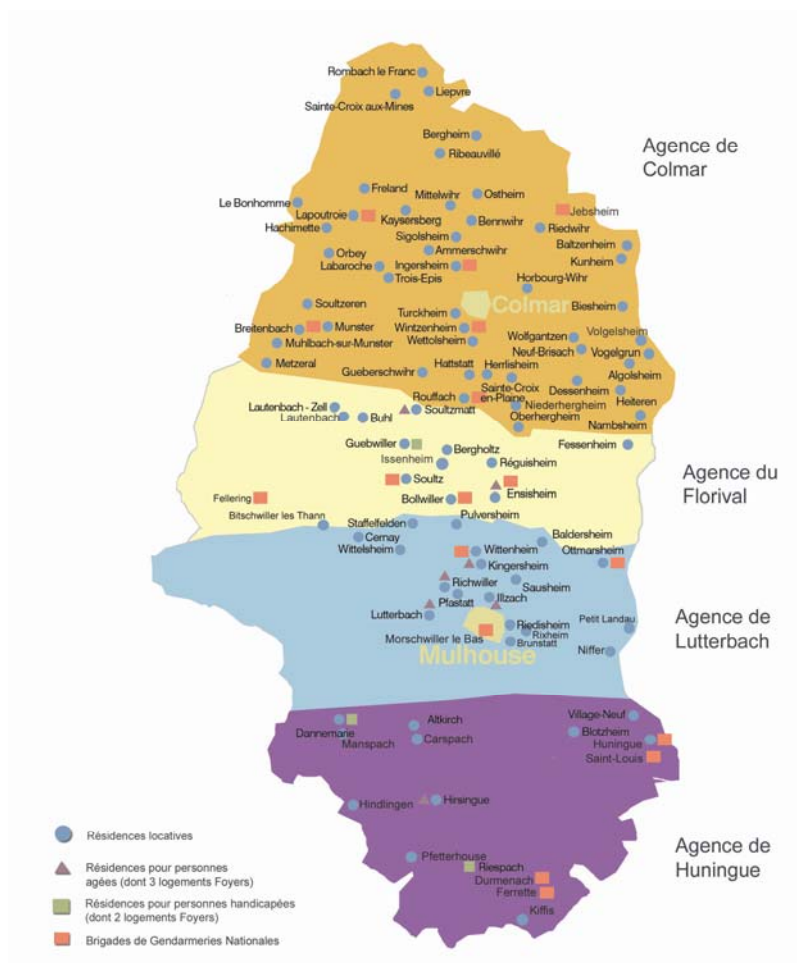 Rombach le Franc
Liepvre
Sainte-Croix aux-Mines
Bergheim
Ribeauvillé
Agence de
Colmar
Freland
Mittelwihr
Ostheim
Le Bonhomme
Lapoutroie
Kaysersberg
Bennwihr
Jebsheim
Hachimette
Riedwihr
Sigolsheim
Baltzenheim
Orbey
Ammerschwihr
Kunheim
Labaroche
Ingersheim
Trois-Epis
Horbourg-Wihr
Soultzeren
Colmar
Biesheim
Turckheim
Breitenbach
Munster
Wintzenheim
Volgelsheim
Muhlbach-sur-Munster
Wettolsheim
Wolfgantzen
Neuf-Brisach
Vogelgrun
Metzeral
Hattstatt
Herrlisheim
Gueberschwihr
Algolsheim
Sainte-Croix
en-Plaine
Dessenheim
Rouffach
Heiteren
Lautenbach - Zell
Soultzmatt
Niederhergheim
Lautenbach
Buhl
Oberhergheim
Nambsheim
Guebwiller
Bergholtz
Fessenheim
Issenheim
Réguisheim
Agence du
Florival
Soultz
Fellering
Bollwiller
Ensisheim
Bitschwiller les Thann
Staffelfelden
Pulversheim
Cernay
Baldersheim
Wittelsheim
Wittenheim
Ottmarsheim
Kingersheim
Richwiller
Sausheim
Pfastatt
Illzach
Agence de
Lutterbach
Lutterbach
Riedisheim
Petit Landau
Morschwiller le Bas
Rixheim
Brunstatt
Mulhouse
Niffer
Village-Neuf
Dannemarie
Altkirch
Blotzheim
Manspach
Carspach
Huningue
Saint-Louis
Hindlingen
Hirsingue
Agence de
Huningue
Pfetterhouse
Riespach
Durmenach
Ferrette
Kiffis
Résidences locatives
Résidences pour personnes
agées (dont 3 logements Foyers)
Résidences pour personnes handicapées
(dont 2 logements Foyers)
Brigades de Gendarmeries Nationales